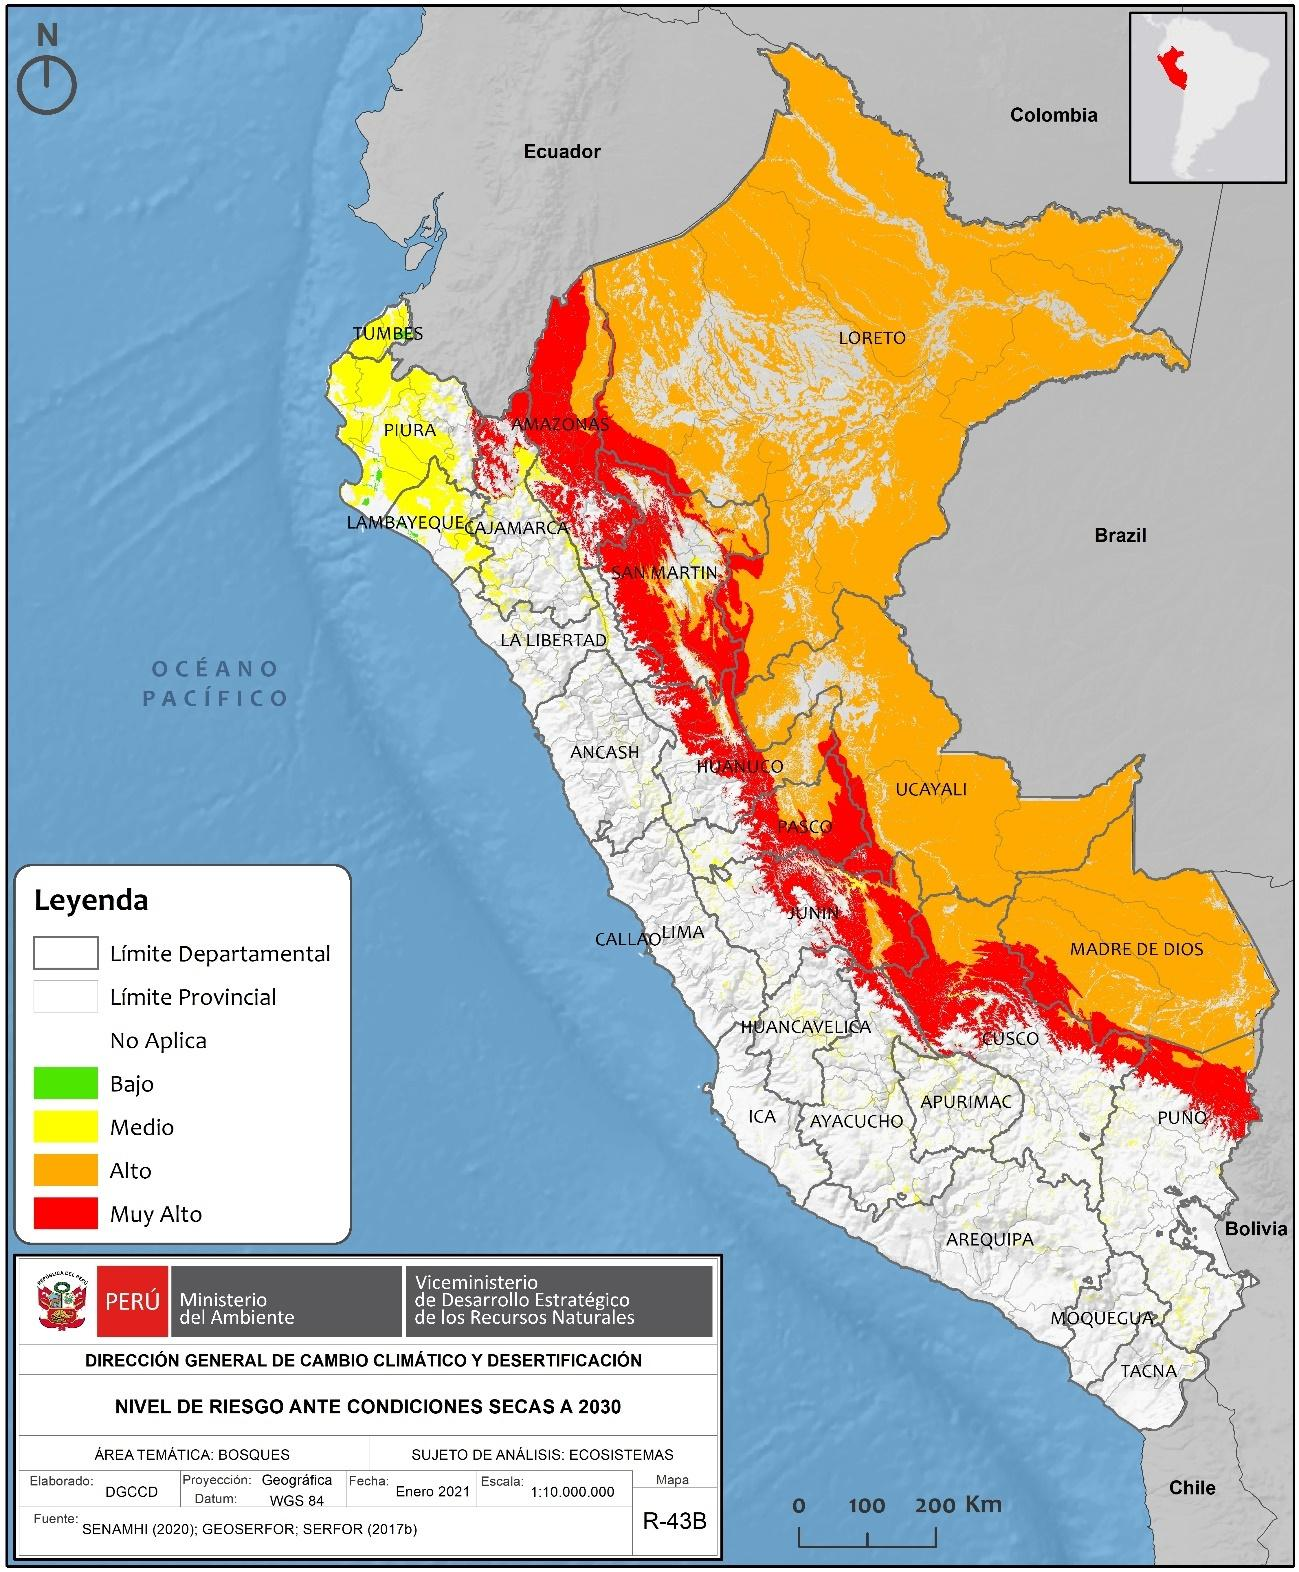 N
Colombia
Ecuador
TUMBES
LORETO
AMAZONAS
PIURA
LAMBAYEQUE
CAJAMARCA
Brazil
SAN MARTIN
LA LIBERTAD
OCÉANO
PACÍFICO
ANCASH
HUANUCO
UCAYALI
PASCO
JUNIN
LIMA
CALLAO
MADRE DE DIOS
HUANCAVELICA
CUSCO
ICA
AYACUCHO
APURIMAC
PUNO
Bolivia
AREQUIPA
MOQUEGUA
TACNA
Chile
Leyenda
Límite Departamental
Límite Provincial
No Aplica
Bajo
Medio
Alto
Muy Alto
REPÚBLICA DEL PERÚ
PERÚ
Ministerio
del Ambiente
Viceministerio
de Desarrollo Estratégico
de los Recursos Naturales
DIRECCIÓN GENERAL DE CAMBIO CLIMÁTICO Y DESERTIFICACIÓN
NIVEL DE RIESGO ANTE CONDICIONES SECAS A 2030
ÁREA TEMÁTICA: BOSQUES
SUJETO DE ANÁLISIS: ECOSISTEMAS
Elaborado: DGCCD
Proyección: Geográfica
Datum: WGS 84
Fecha: Enero 2021
Escala: 1:10.000.000
Mapa
R-43B
Fuente: SENAMHI (2020); GEOSERFOR; SERFOR (2017b)
0 100 200 Km